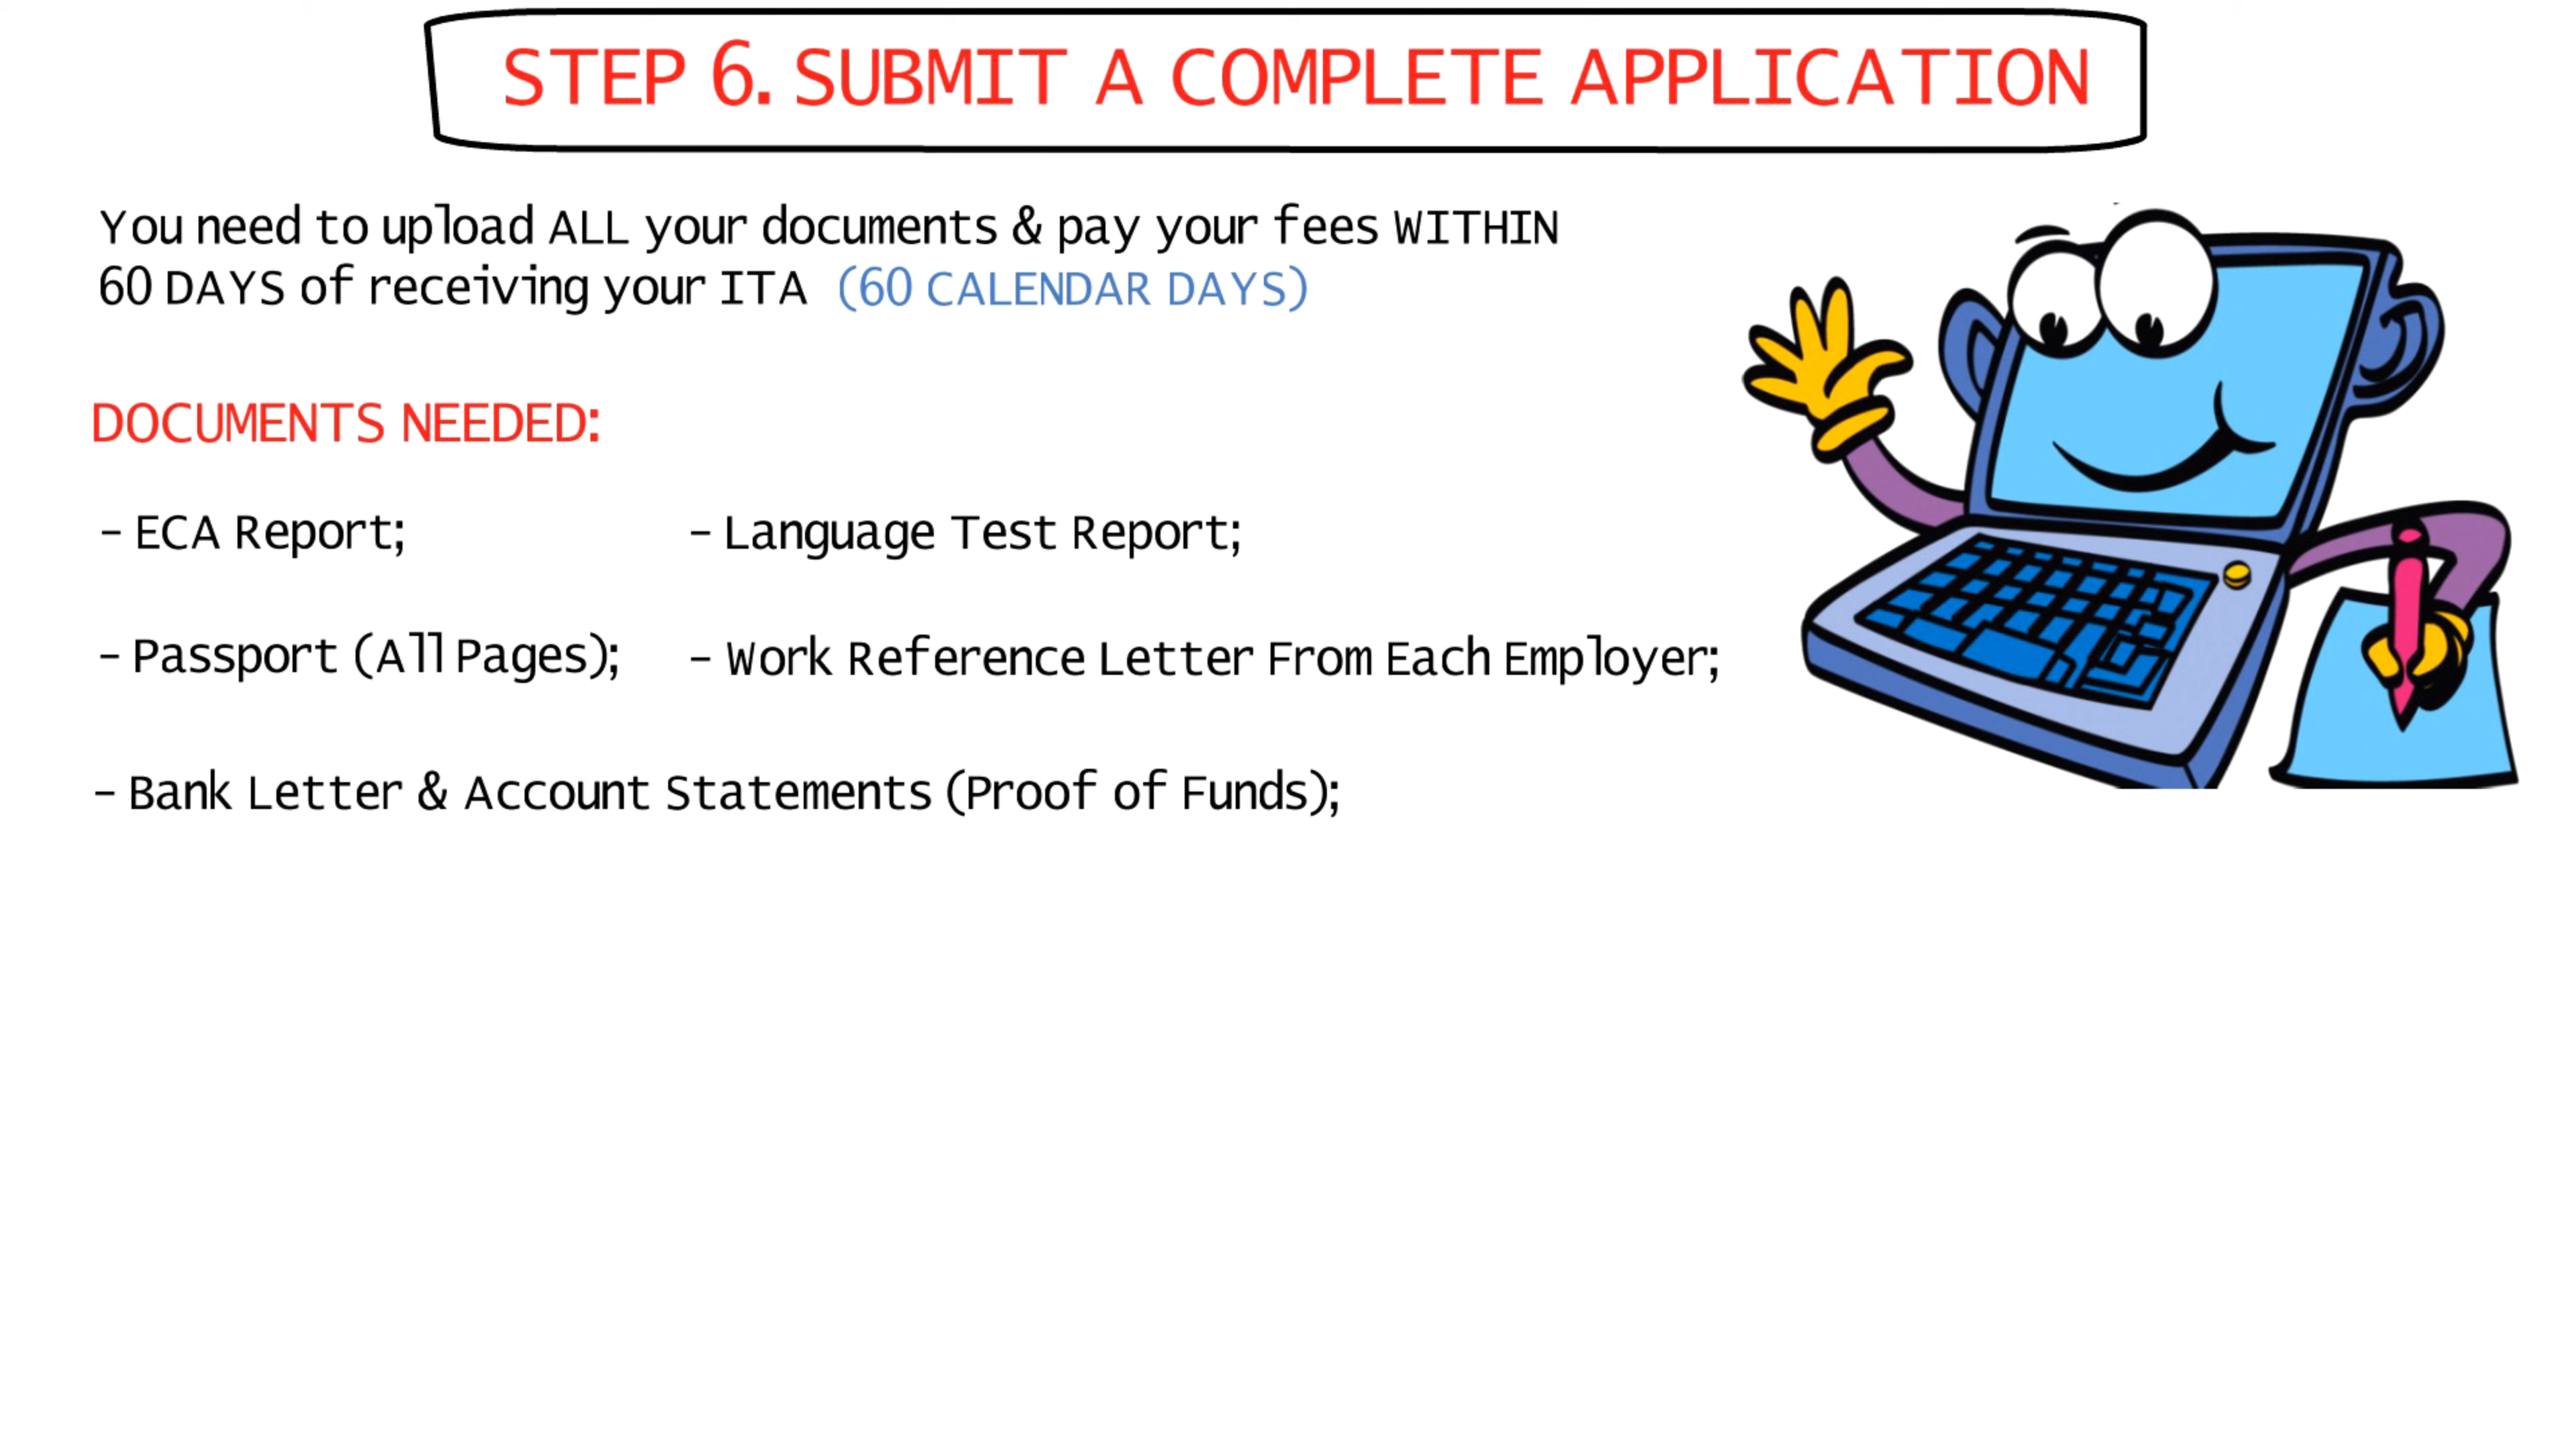 STEP 6. SUBMIT A COMPLETE APPLICATION
You need to upload ALL your documents & pay your fees WITHIN
60 DAYS of receiving your ITA (60 CALENDAR DAYS)
DOCUMENTS NEEDED:
- ECA Report;
- Language Test Report;
- Passport (All Pages);
- Work Reference Letter From Each Employer;
- Bank Letter & Account Statements (Proof of Funds);